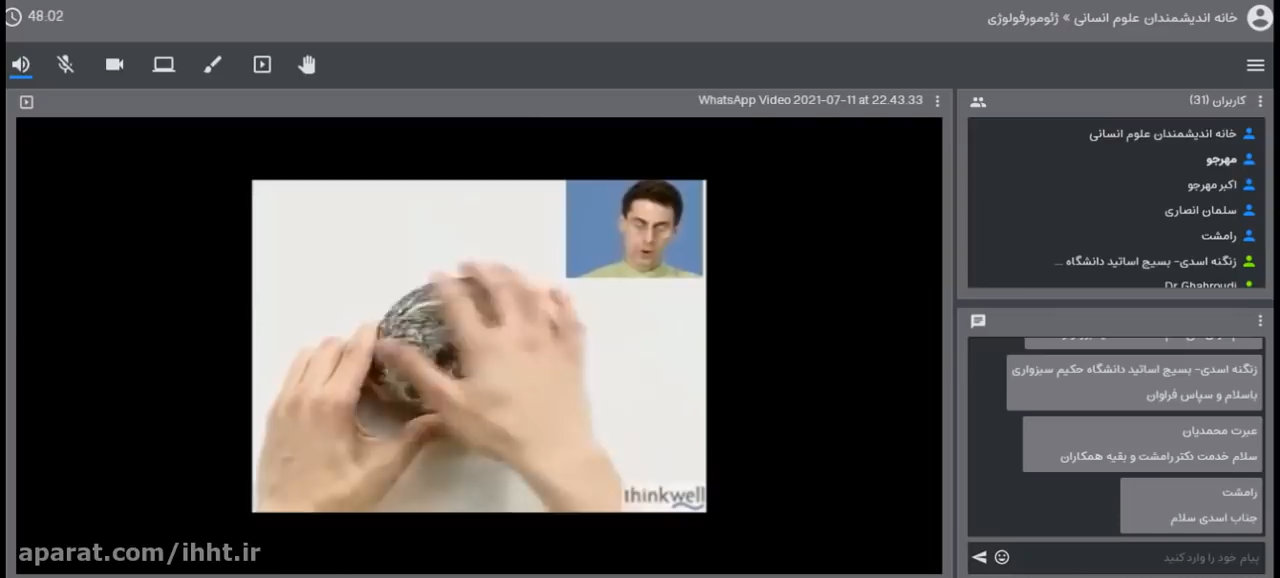 48.02
خانه اندیشمندان علوم انسانی » ژئومورفولوژی
WhatsApp Video 2021-07-11 at 22.43.33
thinkwell
aparat.com/ihht.ir
کاربران (31)
خانه اندیشمندان علوم انسانی
مهرجو
اکبر مهرجو
سلمان انصاری
رامشت
زنگنه اسدی- بسیج اساتید دانشگاه ...
Dr Ghahroudi
زنگنه اسدی- بسیج اساتید دانشگاه حکیم سبزواری
باسلام و سپاس فراوان
عبرت محمدیان
سلام خدمت دکتر رامشت و بقیه همکاران
رامشت
جناب اسدی سلام
پیام خود را وارد کنید